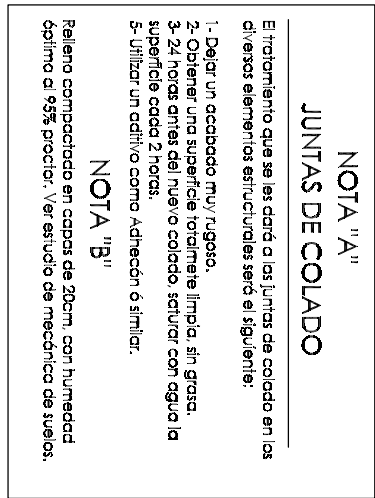 NOTA "A"
JUNTAS DE COLADO
El tratamiento que se les dará a las juntas de colado en los
diversos elementos estructurales será el siguiente:
1- Dejar un acabado muy rugoso.
2- Obtener una superficie totalmete limpia, sin grasa.
3- 24 horas antes del nuevo colado, saturar con agua la
superficie cada 2 horas.
5- Utilizar un aditivo como Adhecón ó similar.
NOTA "B"
Relleno compactado en capas de 20cm, con humedad
óptima al 95% proctor. Ver estudio de mecánica de suelos.